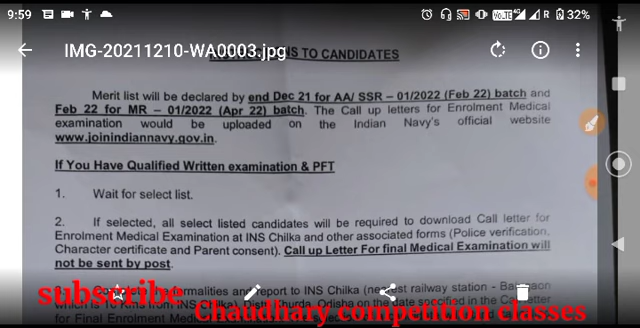 9:59 32%
IMG-20211210-WA0003.jpg
TO CANDIDATES
Merit list will be declared by end Dec 21 for AA/ SSR – 01/2022 (Feb 22) batch and
Feb 22 for MR – 01/2022 (Apr 22) batch. The Call up letters for Enrolment Medical
examination would be uploaded on the Indian Navy's official website
www.joinindiannavy.gov.in.
If You Have Qualified Written examination & PFT
1. Wait for select list.
2. If selected, all select listed candidates will be required to download Call letter for
Enrolment Medical Examination at INS Chilka and other associated forms (Police verification,
Character certificate and Parent consent). Call up Letter For final Medical Examination will
not be sent by post.
formalities and report to INS Chilka (nearest railway station -
from INS Chilka), Khurda, Odisha on the date specified in the Call letter
for Final Enrolment
subscribe
Chaudhary competition classes